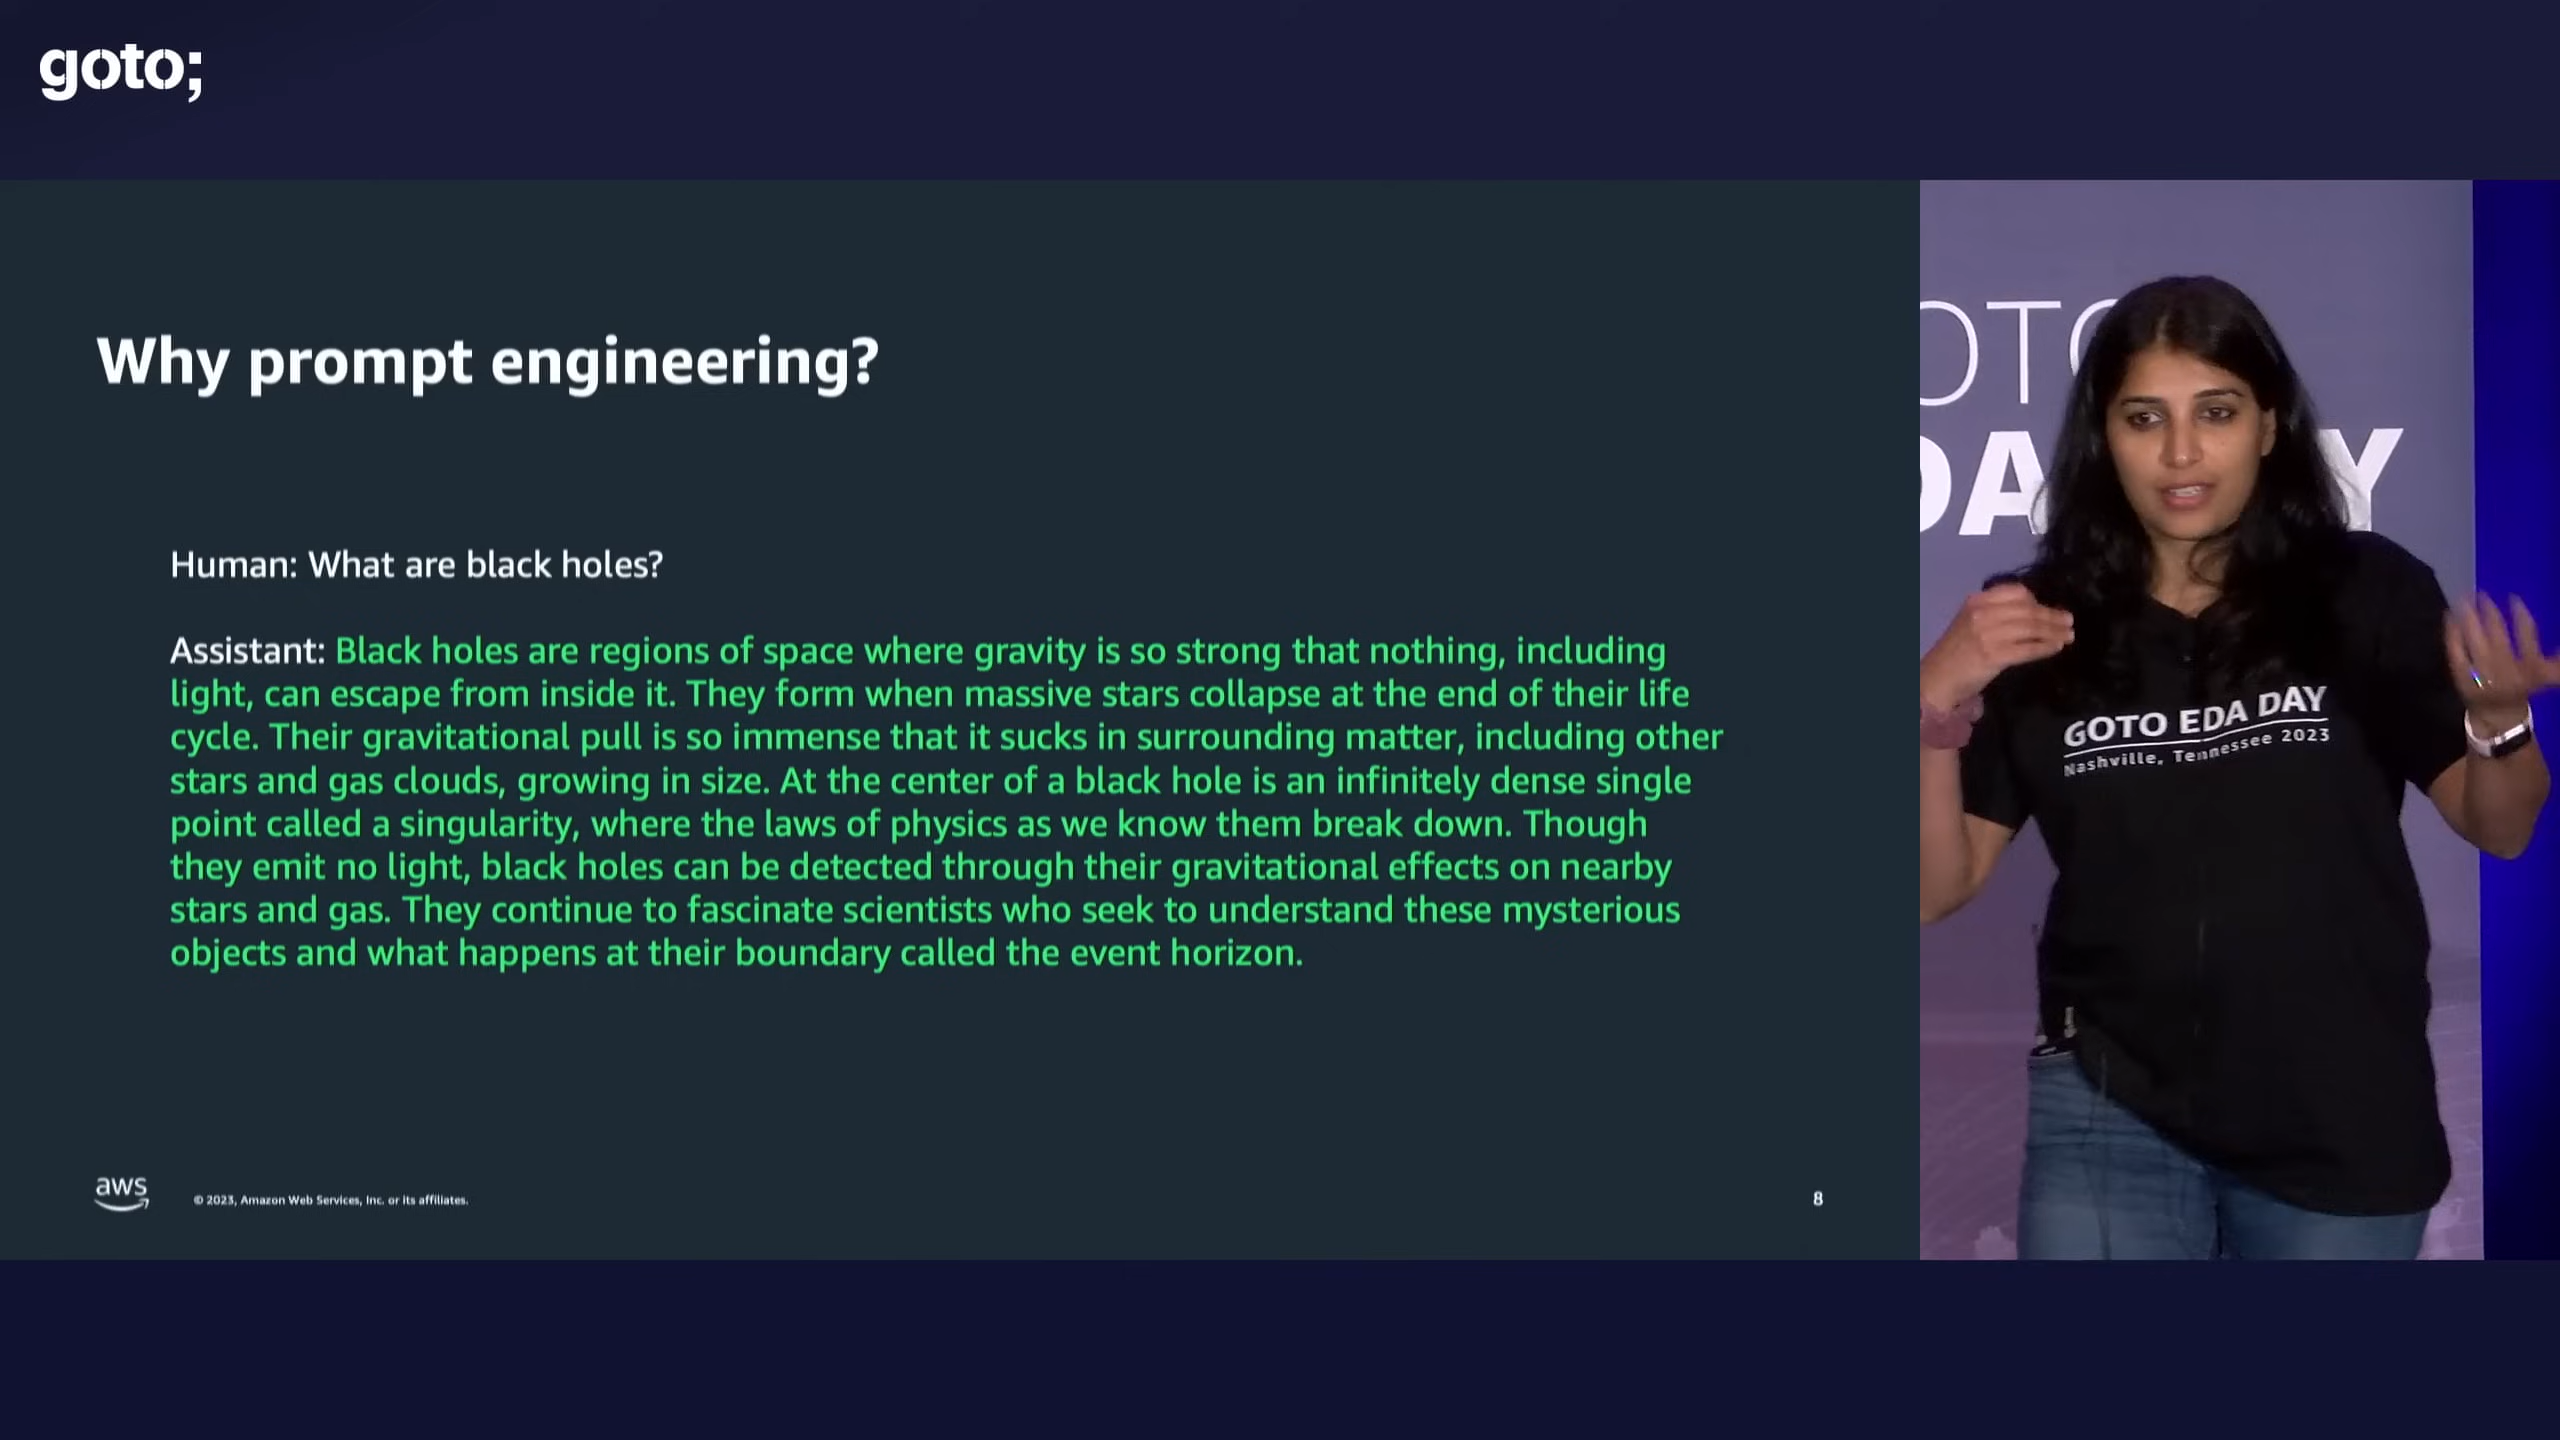 goto;
Why prompt engineering?
Human: What are black holes?
Assistant: Black holes are regions of space where gravity is so strong that nothing, including
light, can escape from inside it. They form when massive stars collapse at the end of their life
cycle. Their gravitational pull is so immense that it sucks in surrounding matter, including other
stars and gas clouds, growing in size. At the center of a black hole is an infinitely dense single
point called a singularity, where the laws of physics as we know them break down. Though
they emit no light, black holes can be detected through their gravitational effects on nearby
stars and gas. They continue to fascinate scientists who seek to understand these mysterious
objects and what happens at their boundary called the event horizon.
aws
© 2023, Amazon Web Services, Inc. or its affiliates.
8
OTO
DA Y
GOTO EDA DAY
Nashville, Tennessee 2023